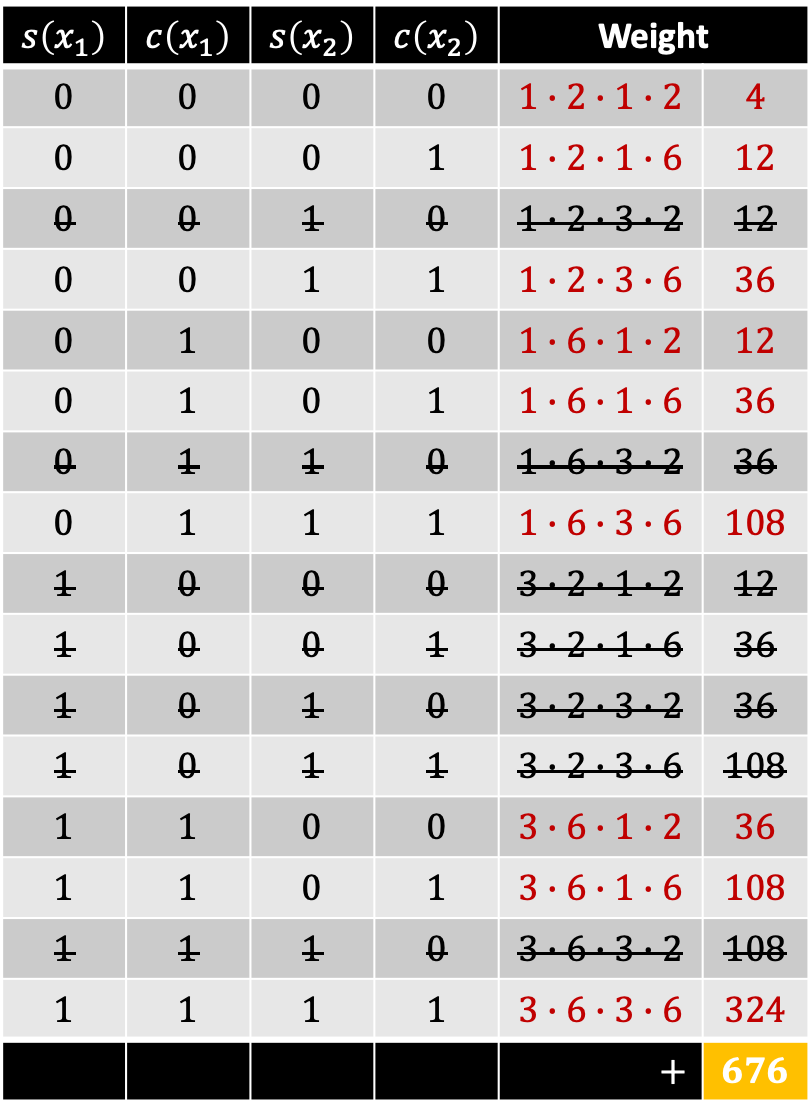 s(x₁) c(x₁) s(x₂) c(x₂) Weight
0 0 0 0 1 · 2 · 1 · 2 4
0 0 0 1 1 · 2 · 1 · 6 12
0 0 1 0 1 · 2 · 3 · 2 12
0 0 1 1 1 · 2 · 3 · 6 36
0 1 0 0 1 · 6 · 1 · 2 12
0 1 0 1 1 · 6 · 1 · 6 36
0 1 1 0 1 · 6 · 3 · 2 36
0 1 1 1 1 · 6 · 3 · 6 108
1 0 0 0 3 · 2 · 1 · 2 12
1 0 0 1 3 · 2 · 1 · 6 36
1 0 1 0 3 · 2 · 3 · 2 36
1 0 1 1 3 · 2 · 3 · 6 108
1 1 0 0 3 · 6 · 1 · 2 36
1 1 0 1 3 · 6 · 1 · 6 108
1 1 1 0 3 · 6 · 3 · 2 108
1 1 1 1 3 · 6 · 3 · 6 324
+ 676